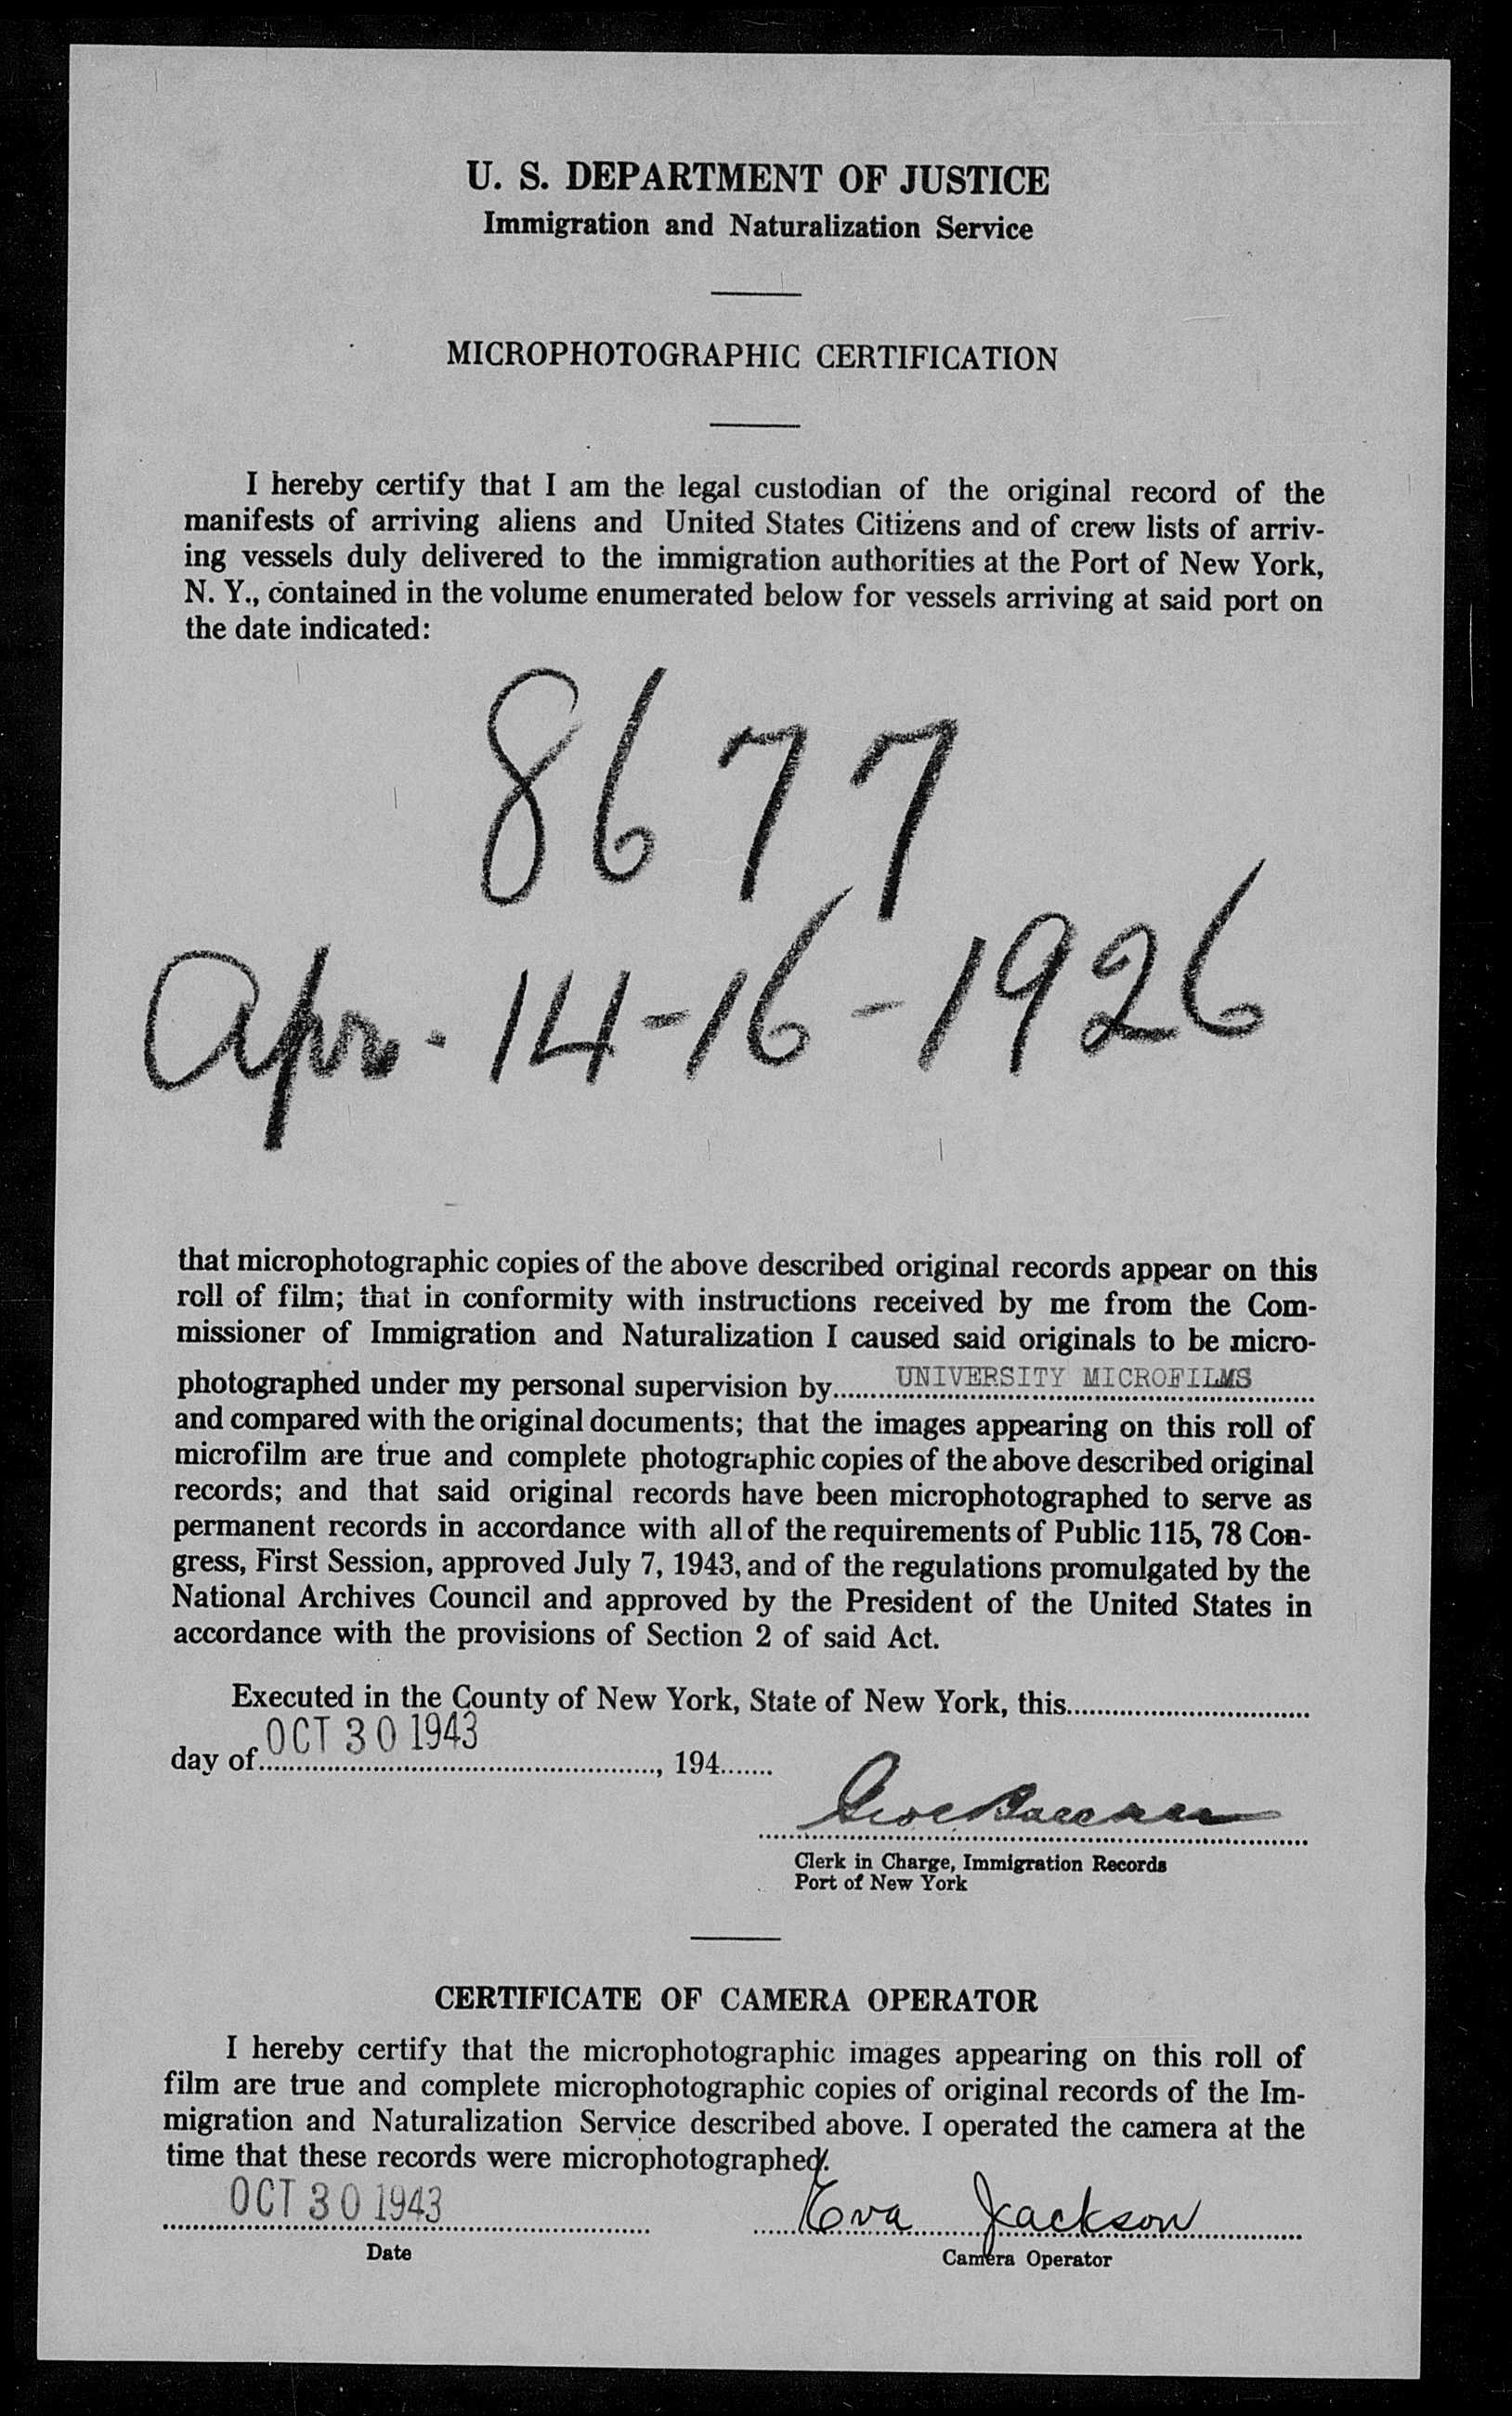 U. S. DEPARTMENT OF JUSTICE
Immigration and Naturalization Service
MICROPHOTOGRAPHIC CERTIFICATION
I hereby certify that I am the legal custodian of the original record of the
manifests of arriving aliens and United States Citizens and of crew lists of arriv-
ing vessels duly delivered to the immigration authorities at the Port of New York,
N. Y., contained in the volume enumerated below for vessels arriving at said port on
the date indicated:
8677
Apr. 14-16-1926
that microphotographic copies of the above described original records appear on this
roll of film; that in conformity with instructions received by me from the Com-
missioner of Immigration and Naturalization I caused said originals to be micro-
photographed under my personal supervision by UNIVERSITY MICROFILMS
and compared with the original documents; that the images appearing on this roll of
microfilm are true and complete photographic copies of the above described original
records; and that said original records have been microphotographed to serve as
permanent records in accordance with all of the requirements of Public 115, 78 Con-
gress, First Session, approved July 7, 1943, and of the regulations promulgated by the
National Archives Council and approved by the President of the United States in
accordance with the provisions of Section 2 of said Act.
Executed in the County of New York, State of New York, this
day of OCT 30 1943, 194
Clerk in Charge, Immigration Records
Port of New York
CERTIFICATE OF CAMERA OPERATOR
I hereby certify that the microphotographic images appearing on this roll of
film are true and complete microphotographic copies of original records of the Im-
migration and Naturalization Service described above. I operated the camera at the
time that these records were microphotographed.
OCT 30 1943 Eva Jackson
Date Camera Operator